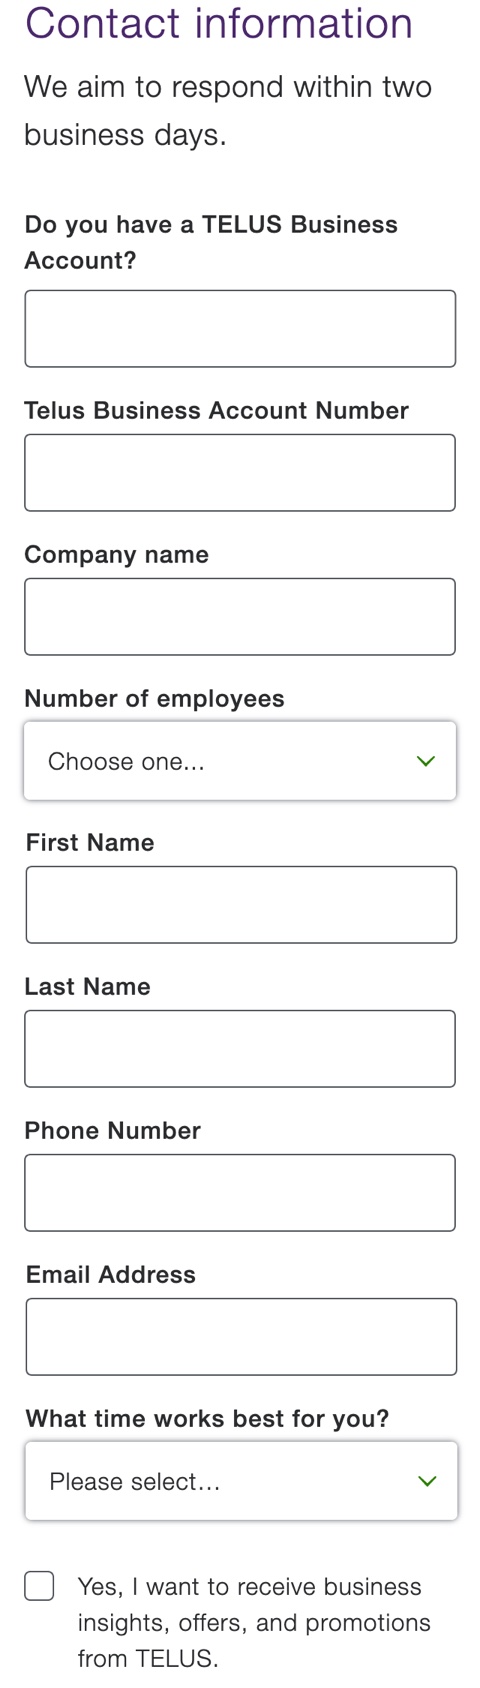 Contact information
We aim to respond within two
business days.
Do you have a TELUS Business
Account?
Telus Business Account Number
Company name
Number of employees
Choose one...
First Name
Last Name
Phone Number
Email Address
What time works best for you?
Please select...
Yes, I want to receive business
insights, offers, and promotions
from TELUS.